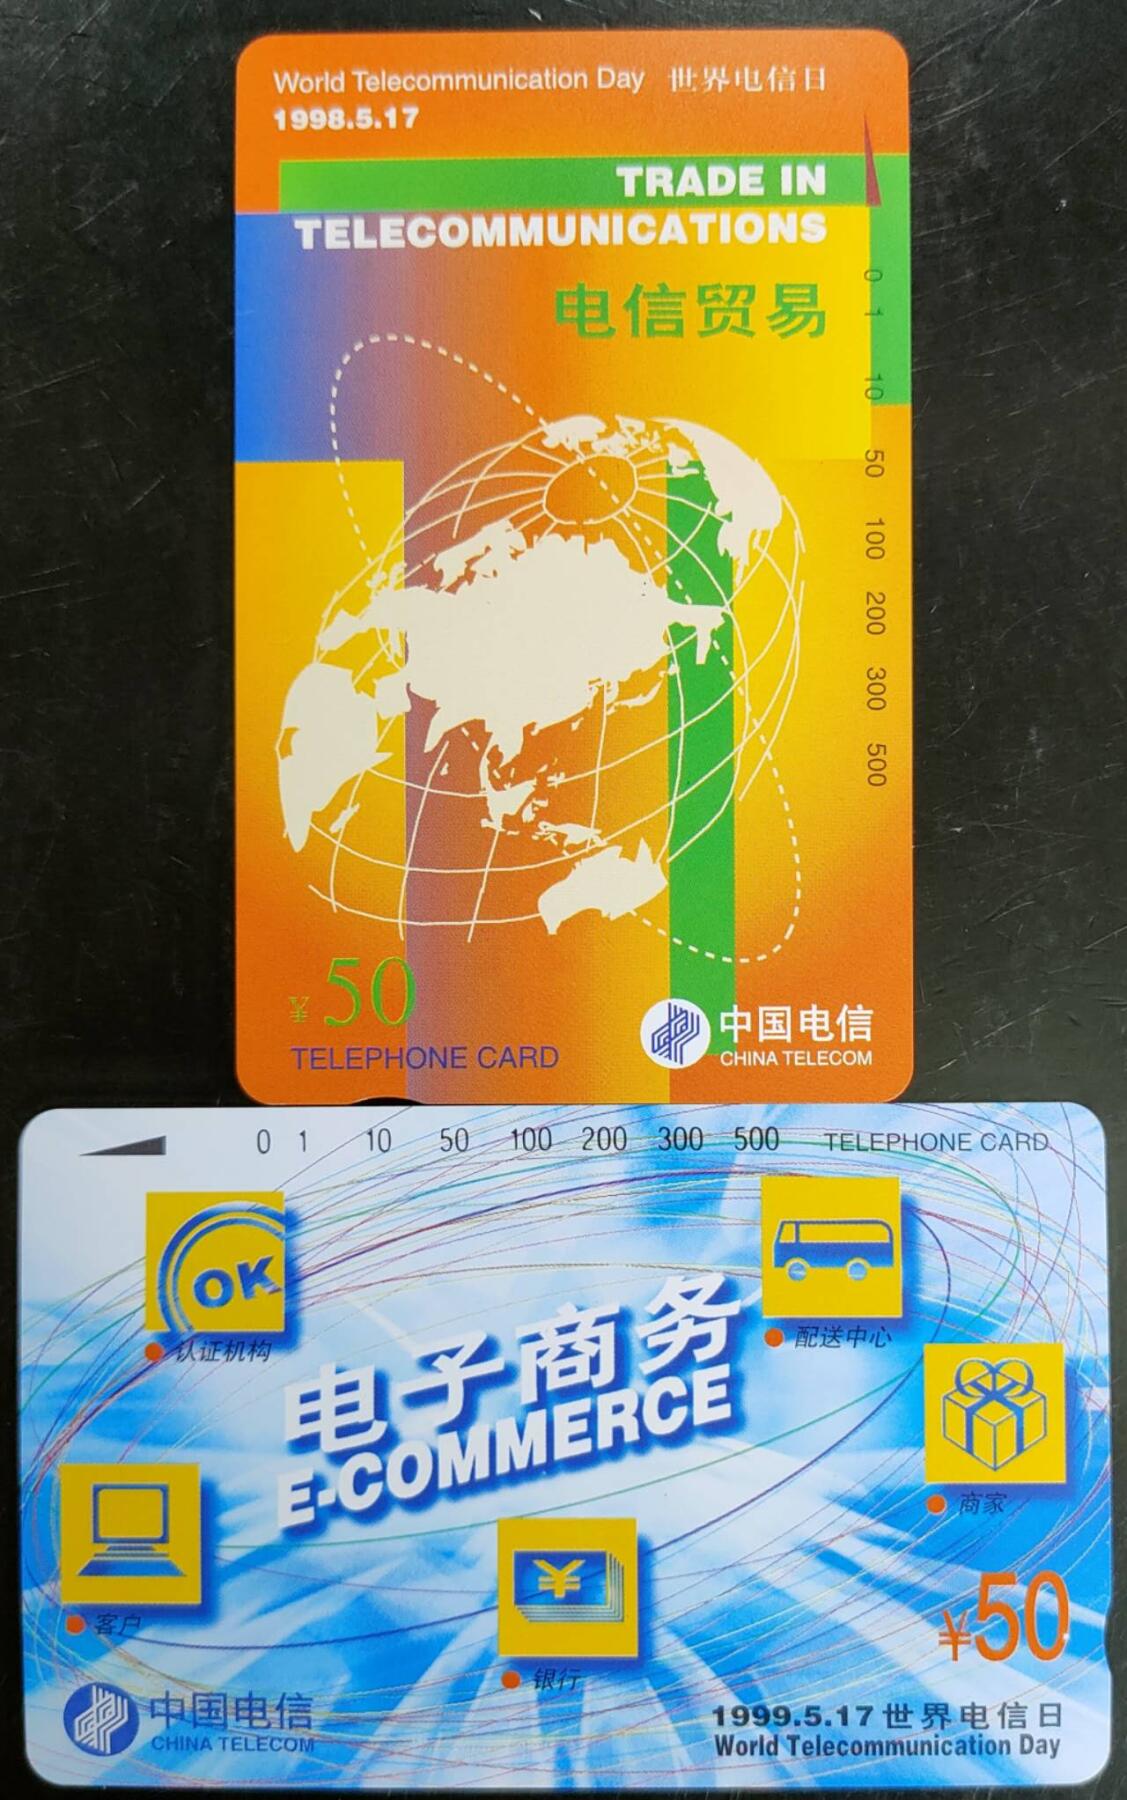 World Telecommunication Day 世界电信日
1998.5.17
TRADE IN
TELECOMMUNICATIONS
电信贸易
0 1 10 50 100 200 300 500
¥50
TELEPHONE CARD
中国电信
CHINA TELECOM
0 1 10 50 100 200 300 500 TELEPHONE CARD
OK
认证机构
配送中心
电子商务
E-COMMERCE
商家
客户
¥
银行
¥50
中国电信
CHINA TELECOM
1999.5.17世界电信日
World Telecommunication Day